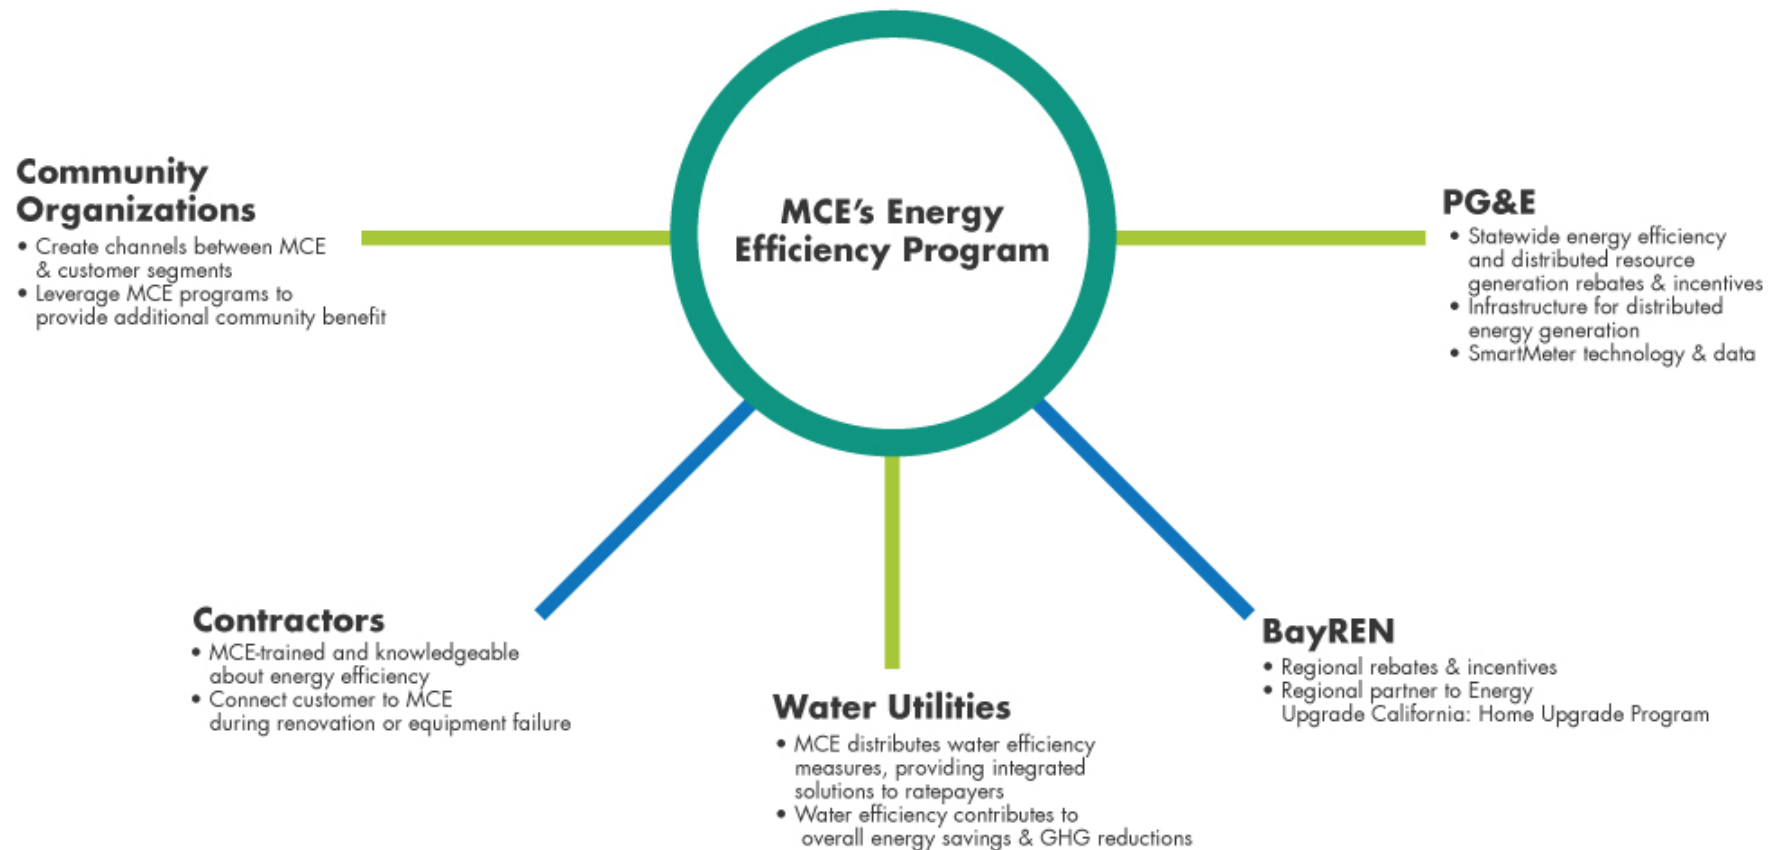 MCE's Energy
Efficiency Program
Community
Organizations
• Create channels between MCE
& customer segments
• Leverage MCE programs to
provide additional community benefit
PG&E
• Statewide energy efficiency
and distributed resource
generation rebates & incentives
• Infrastructure for distributed
energy generation
• SmartMeter technology & data
Contractors
• MCE-trained and knowledgeable
about energy efficiency
• Connect customer to MCE
during renovation or equipment failure
Water Utilities
• MCE distributes water efficiency
measures, providing integrated
solutions to ratepayers
• Water efficiency contributes to
overall energy savings & GHG reductions
BayREN
• Regional rebates & incentives
• Regional partner to Energy
Upgrade California: Home Upgrade Program